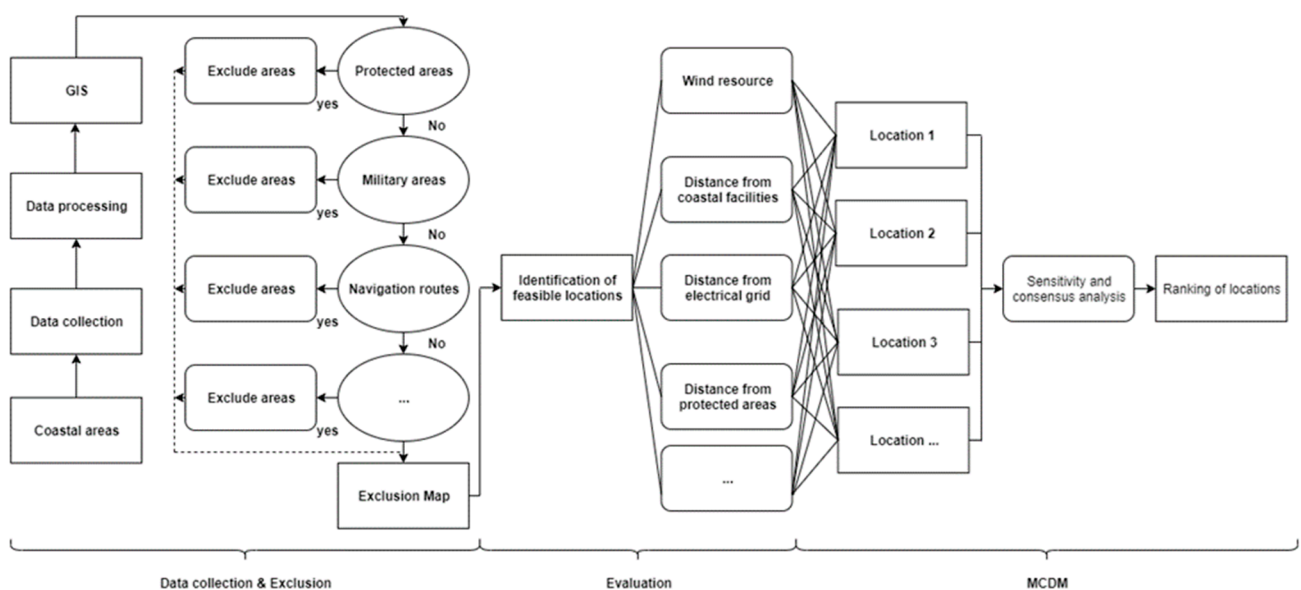 GIS
Data processing
Data collection
Coastal areas
Exclude areas
Protected areas
yes
No
Exclude areas
Military areas
yes
No
Exclude areas
Navigation routes
yes
No
Exclude areas
...
yes
Exclusion Map
Identification of
feasible locations
Wind resource
Distance from
coastal facilities
Distance from
electrical grid
Distance from
protected areas
...
Location 1
Location 2
Location 3
Location ...
Sensitivity and
consensus analysis
Ranking of locations
Data collection & Exclusion
Evaluation
MCDM